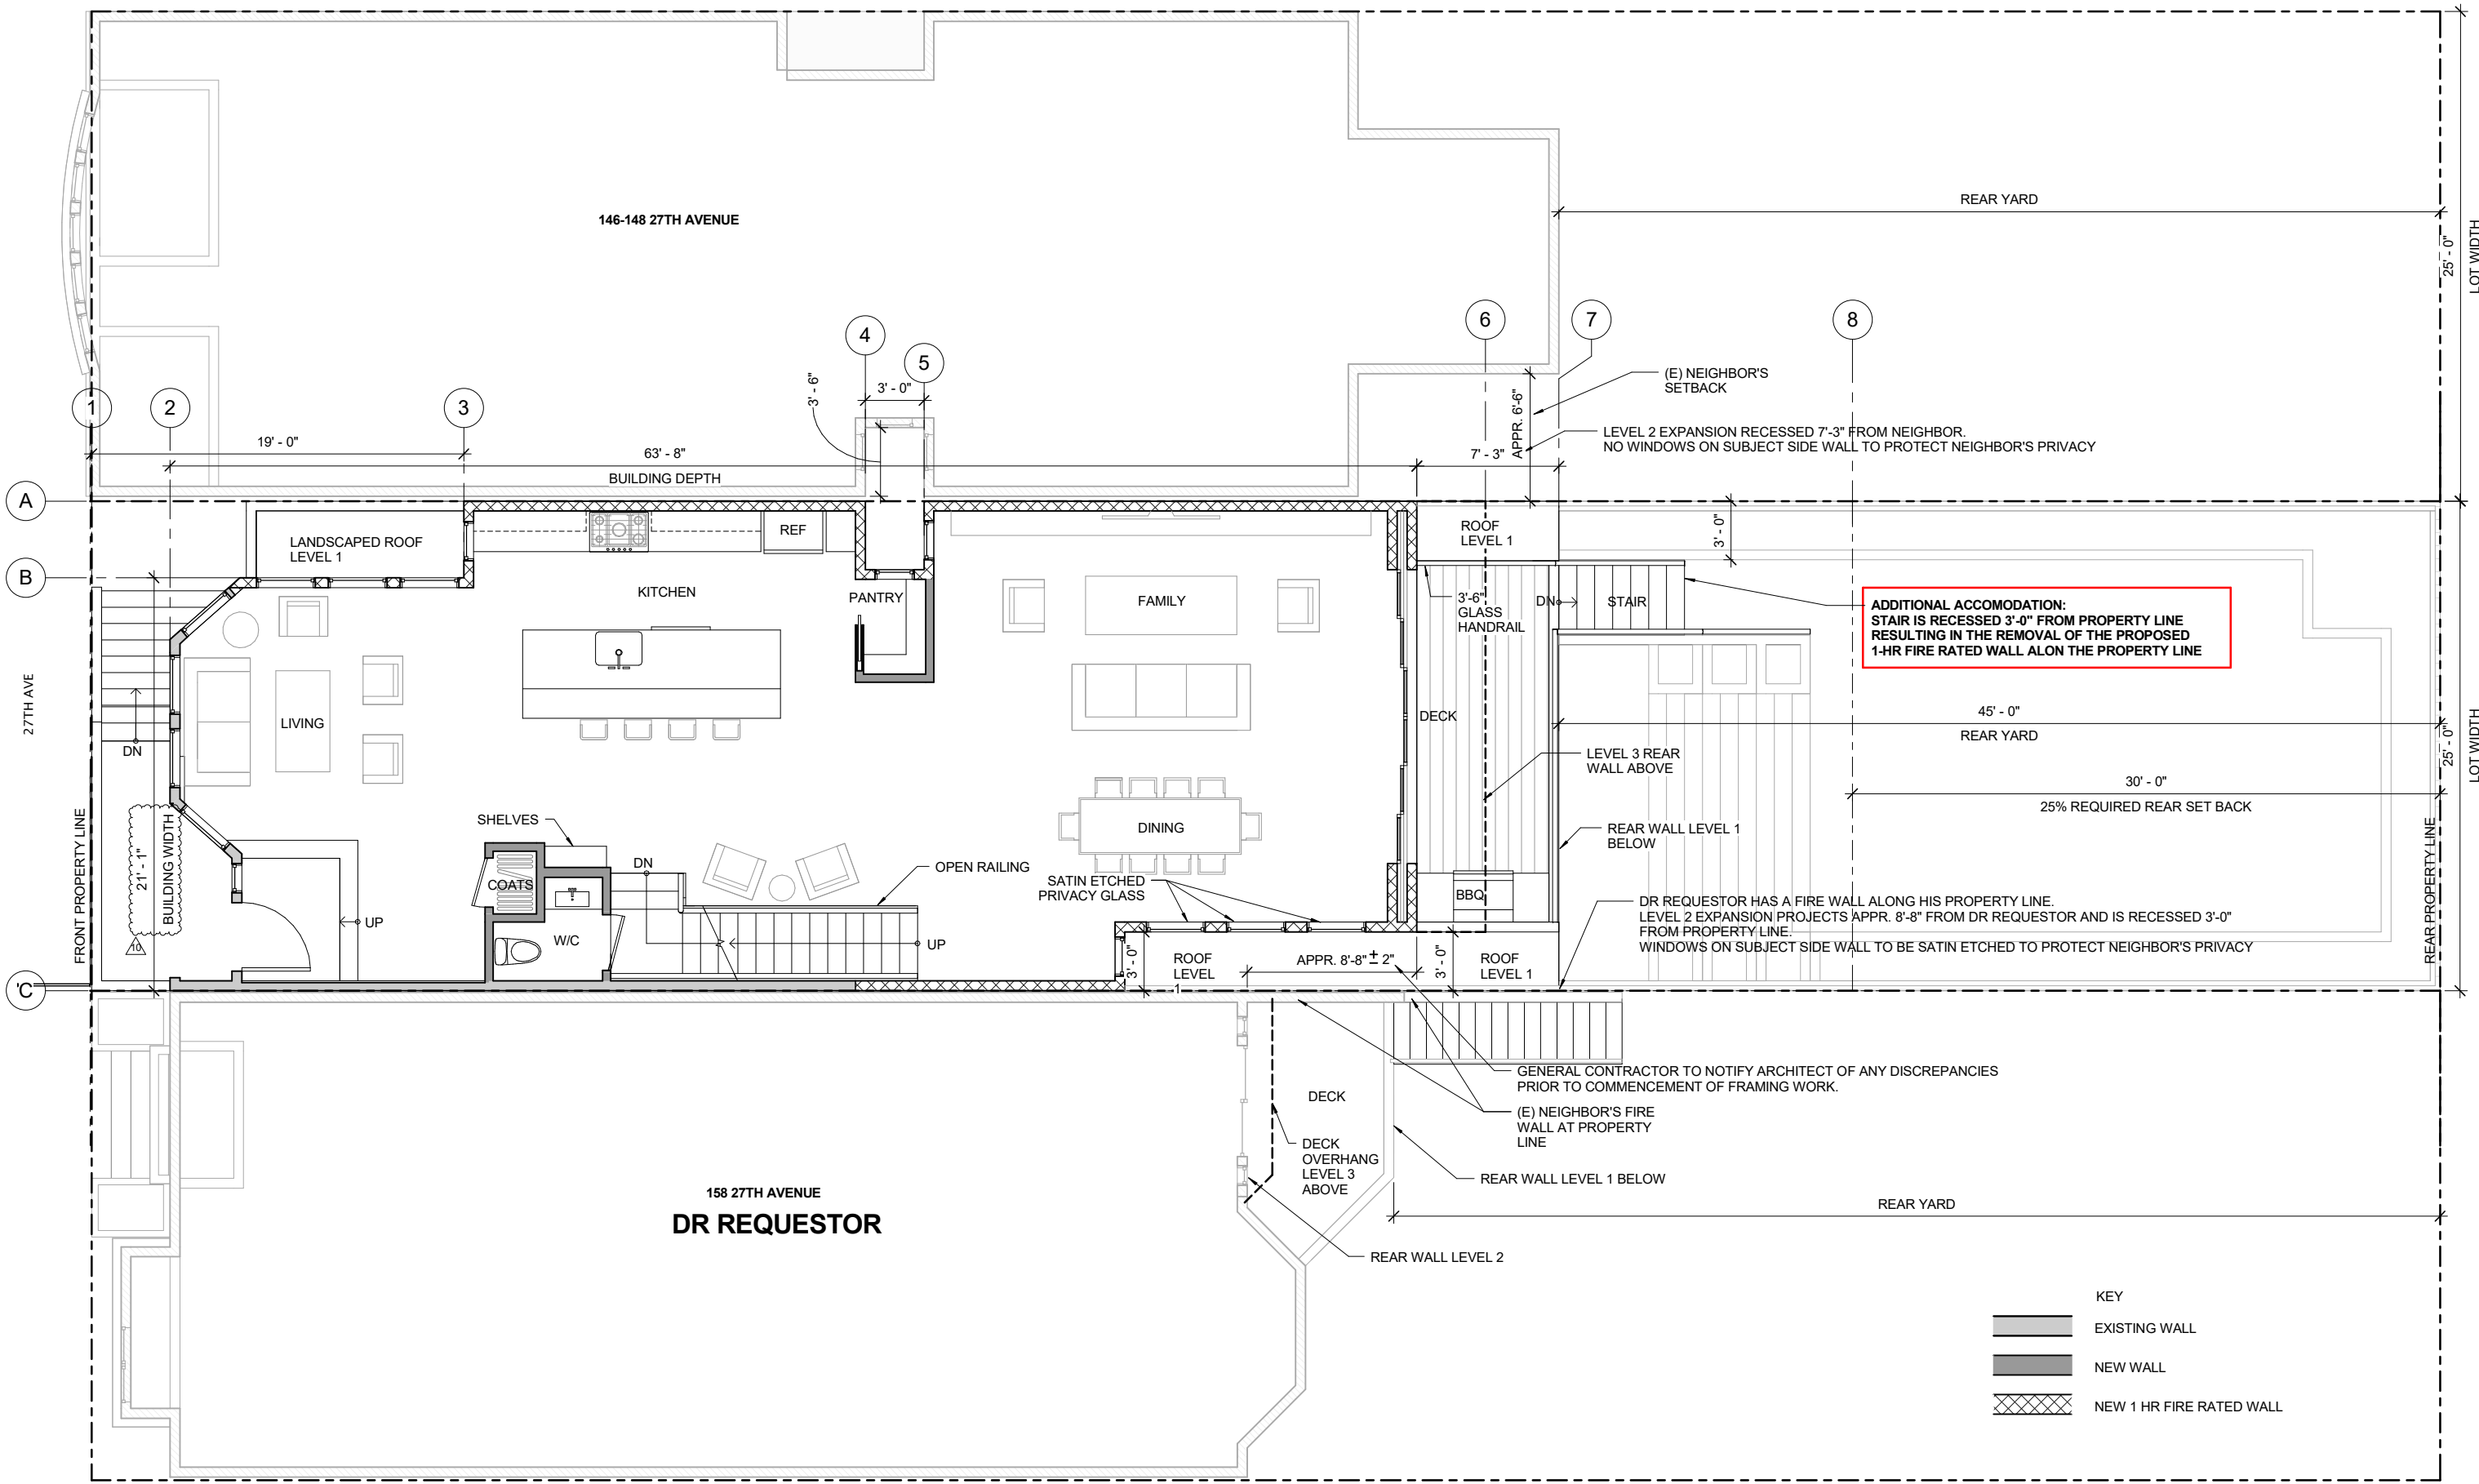 146-148 27TH AVENUE
REAR YARD
25' - 0"
LOT WIDTH
1
2
3
4
5
6
7
8
3' - 6"
3' - 0"
19' - 0"
63' - 8"
BUILDING DEPTH
7' - 3"
APPR. 6'-6"
(E) NEIGHBOR'S
SETBACK
LEVEL 2 EXPANSION RECESSED 7'-3" FROM NEIGHBOR.
NO WINDOWS ON SUBJECT SIDE WALL TO PROTECT NEIGHBOR'S PRIVACY
A
B
'C
27TH AVE
FRONT PROPERTY LINE
LANDSCAPED ROOF
LEVEL 1
REF
KITCHEN
PANTRY
FAMILY
ROOF
LEVEL 1
3' - 0"
3'-6"
GLASS
HANDRAIL
DN
STAIR
ADDITIONAL ACCOMODATION:
STAIR IS RECESSED 3'-0" FROM PROPERTY LINE
RESULTING IN THE REMOVAL OF THE PROPOSED
1-HR FIRE RATED WALL ALON THE PROPERTY LINE
LIVING
DN
DECK
45' - 0"
REAR YARD
25' - 0"
LOT WIDTH
LEVEL 3 REAR
WALL ABOVE
30' - 0"
25% REQUIRED REAR SET BACK
21' - 1"
BUILDING WIDTH
10
SHELVES
DN
COATS
OPEN RAILING
DINING
REAR WALL LEVEL 1
BELOW
REAR PROPERTY LINE
SATIN ETCHED
PRIVACY GLASS
BBQ
DR REQUESTOR HAS A FIRE WALL ALONG HIS PROPERTY LINE.
LEVEL 2 EXPANSION PROJECTS APPR. 8'-8" FROM DR REQUESTOR AND IS RECESSED 3'-0"
FROM PROPERTY LINE.
WINDOWS ON SUBJECT SIDE WALL TO BE SATIN ETCHED TO PROTECT NEIGHBOR'S PRIVACY
UP
W/C
UP
3' - 0"
ROOF
LEVEL
1
APPR. 8'-8" ± 2"
3' - 0"
ROOF
LEVEL 1
GENERAL CONTRACTOR TO NOTIFY ARCHITECT OF ANY DISCREPANCIES
PRIOR TO COMMENCEMENT OF FRAMING WORK.
DECK
(E) NEIGHBOR'S FIRE
WALL AT PROPERTY
LINE
DECK
OVERHANG
LEVEL 3
ABOVE
REAR WALL LEVEL 1 BELOW
158 27TH AVENUE
DR REQUESTOR
REAR YARD
REAR WALL LEVEL 2
KEY
EXISTING WALL
NEW WALL
NEW 1 HR FIRE RATED WALL